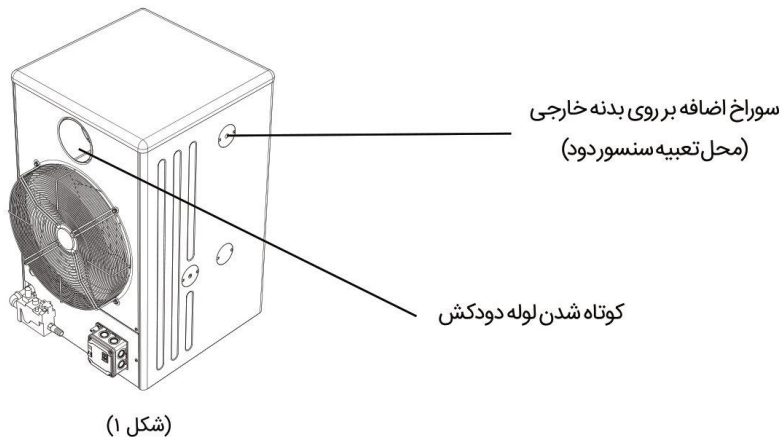 سوراخ اضافه بر روی بدنه خارجی
(محل تعبیه سنسور دود)
کوتاه شدن لوله دودکش
(شکل ۱)